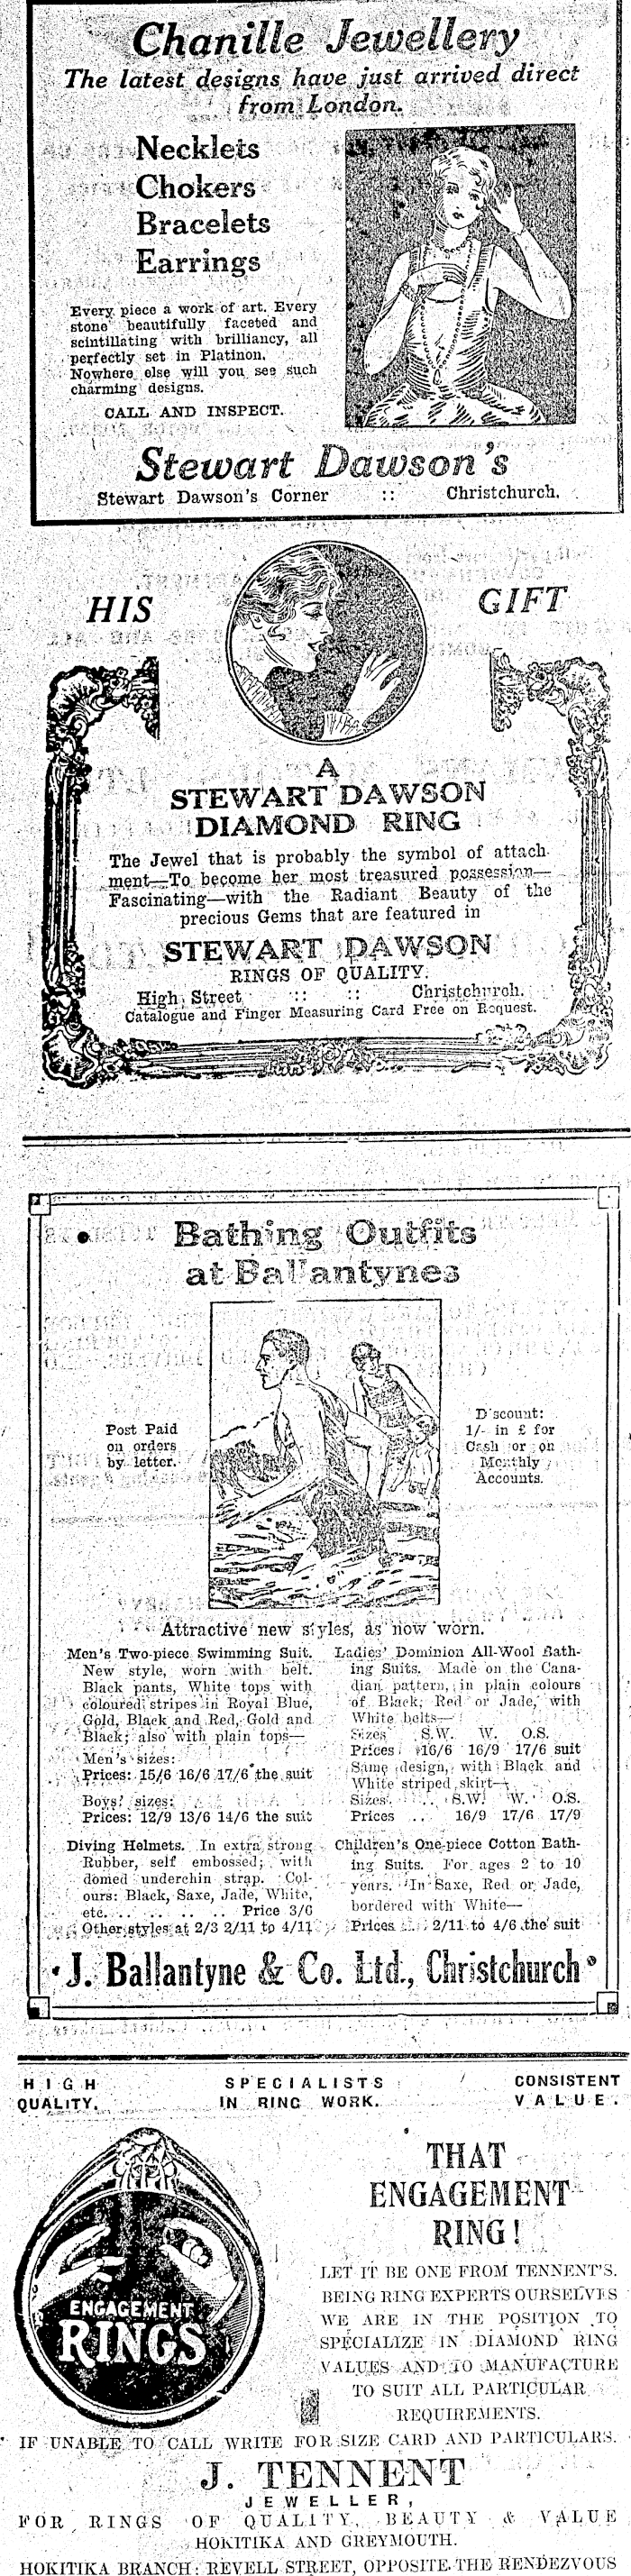 Chanille Jewellery
The latest designs have just arrived direct
from London.
Necklets
Chokers
Bracelets
Earrings
Every piece a work of art. Every
stone beautifully faceted and
scintillating with brilliancy, all
perfectly set in Platinon.
Nowhere else will you see such
charming designs.
CALL AND INSPECT.
Stewart Dawson's
Stewart Dawson's Corner :: Christchurch.
HIS GIFT
A
STEWART DAWSON
DIAMOND RING
The Jewel that is probably the symbol of attach-
ment—To become her most treasured possession—
Fascinating—with the Radiant Beauty of the
precious Gems that are featured in
STEWART DAWSON
RINGS OF QUALITY.
High Street :: :: Christchurch.
Catalogue and Finger Measuring Card Free on Request.
Bathing Outfits
at Ballantynes
Post Paid
on orders
by letter.
Discount:
1/- in £ for
Cash or on
Monthly
Accounts.
Attractive new styles, as now worn.
Men's Two-piece Swimming Suit.
New style, worn with belt.
Black pants, White tops with
coloured stripes in Royal Blue,
Gold, Black and Red, Gold and
Black; also with plain tops—
Men's sizes:
Prices: 15/6 16/6 17/6 the suit
Boys' sizes:
Prices: 12/9 13/6 14/6 the suit
Diving Helmets. In extra strong
Rubber, self embossed; with
domed underchin strap. Col-
ours: Black, Saxe, Jade, White,
etc. .. .. .. .. .. Price 3/6
Other styles at 2/3 2/11 to 4/11
Ladies' Dominion All-Wool Bath-
ing Suits. Made on the Cana-
dian pattern, in plain colours
of Black, Red or Jade, with
White belts—
Sizes S.W. W. O.S.
Prices 16/6 16/9 17/6 suit
Same design, with Black and
White striped skirt—
Sizes .. S.W. W. O.S.
Prices .. 16/9 17/6 17/9
Children's One-piece Cotton Bath-
ing Suits. For ages 2 to 10
years. In Saxe, Red or Jade,
bordered with White—
Prices .. 2/11 to 4/6 the suit
J. Ballantyne & Co. Ltd., Christchurch
HIGH SPECIALISTS CONSISTENT
QUALITY. IN RING WORK. VALUE.
ENGAGEMENT
RINGS
THAT
ENGAGEMENT
RING!
LET IT BE ONE FROM TENNENT'S.
BEING RING EXPERTS OURSELVES
WE ARE IN THE POSITION TO
SPECIALIZE IN DIAMOND RING
VALUES AND TO MANUFACTURE
TO SUIT ALL PARTICULAR
REQUIREMENTS.
IF UNABLE TO CALL WRITE FOR SIZE CARD AND PARTICULARS.
J. TENNENT
JEWELLER,
FOR RINGS OF QUALITY, BEAUTY & VALUE
HOKITIKA AND GREYMOUTH.
HOKITIKA BRANCH: REVELL STREET, OPPOSITE THE RENDEZVOUS